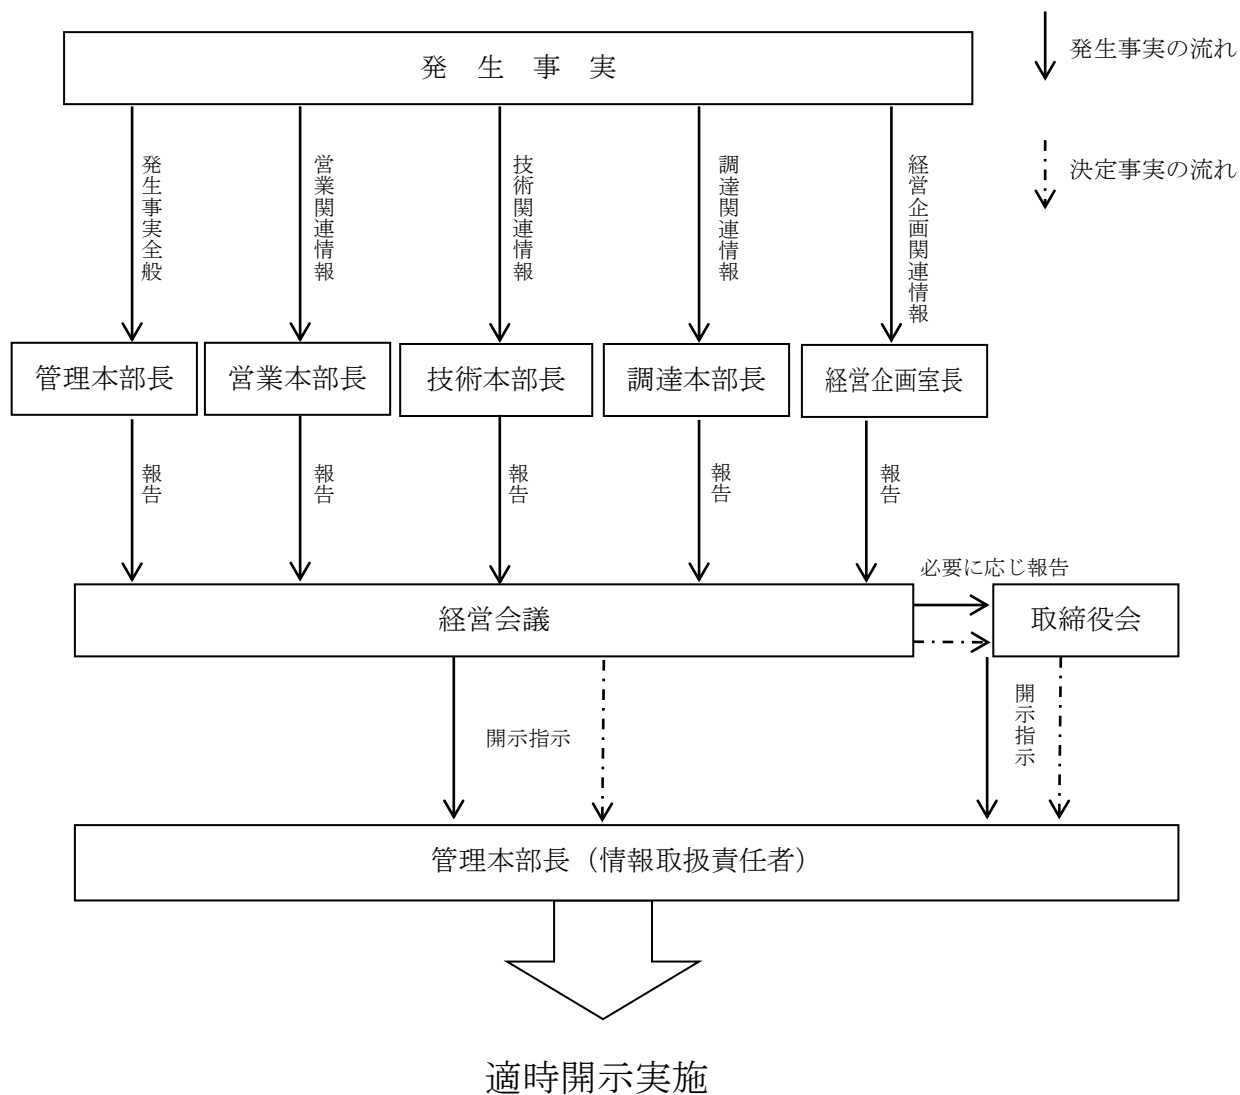 発　生　事　実
発生事実の流れ
決定事実の流れ
発生事実全般
営業関連情報
技術関連情報
調達関連情報
経営企画関連情報
管理本部長
営業本部長
技術本部長
調達本部長
経営企画室長
報告
報告
報告
報告
報告
必要に応じ報告
経営会議
取締役会
開示指示
開示指示
管理本部長（情報取扱責任者）
適時開示実施